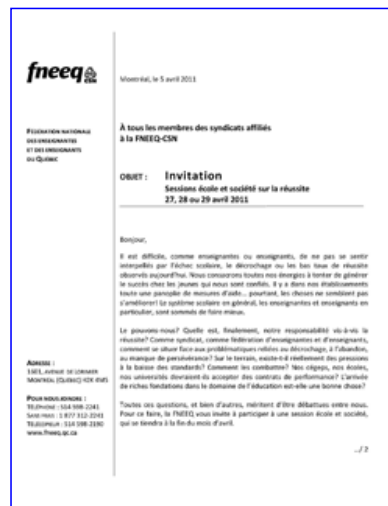 fneeq
CSN
FÉDÉRATION NATIONALE
DES ENSEIGNANTES
ET DES ENSEIGNANTS
DU QUÉBEC
Montréal, le 5 avril 2011
À tous les membres des syndicats affiliés
à la FNEEQ-CSN
OBJET : Invitation
Sessions école et société sur la réussite
27, 28 ou 29 avril 2011
Bonjour,
Il est difficile, comme enseignantes ou enseignants, de ne pas se sentir
interpellés par l'échec scolaire, le décrochage ou les bas taux de réussite
observés aujourd'hui. Nous consacrons toutes nos énergies à tenter de générer
le succès chez les jeunes qui nous sont confiés. Il y a dans nos établissements
toute une panoplie de mesures d'aide... pourtant, les choses ne semblent pas
s'améliorer! Le système scolaire en général, les enseignantes et enseignants en
particulier, sont sommés de faire mieux.
Le pouvons-nous? Quelle est, finalement, notre responsabilité vis-à-vis la
réussite? Comme syndicat, comme fédération d'enseignantes et d'enseignants,
comment se situer face aux problématiques reliées au décrochage, à l'abandon,
au manque de persévérance? Sur le terrain, existe-t-il réellement des pressions
à la baisse des standards? Comment les combattre? Nos cégeps, nos écoles,
nos universités devraient-ils accepter des contrats de performance? L'arrivée
de riches fondations dans le domaine de l'éducation est-elle une bonne chose?
Toutes ces questions, et bien d'autres, méritent d'être débattues entre nous.
Pour ce faire, la FNEEQ vous invite à participer à une session école et société,
qui se tiendra à la fin du mois d'avril.
../ 2
ADRESSE :
1601, AVENUE DE LORIMIER
MONTRÉAL (QUÉBEC) H2K 4M5
POUR NOUS JOINDRE :
TÉLÉPHONE : 514 598-2241
SANS FRAIS : 1 877 312-2241
TÉLÉCOPIEUR : 514 598-2190
www.fneeq.qc.ca